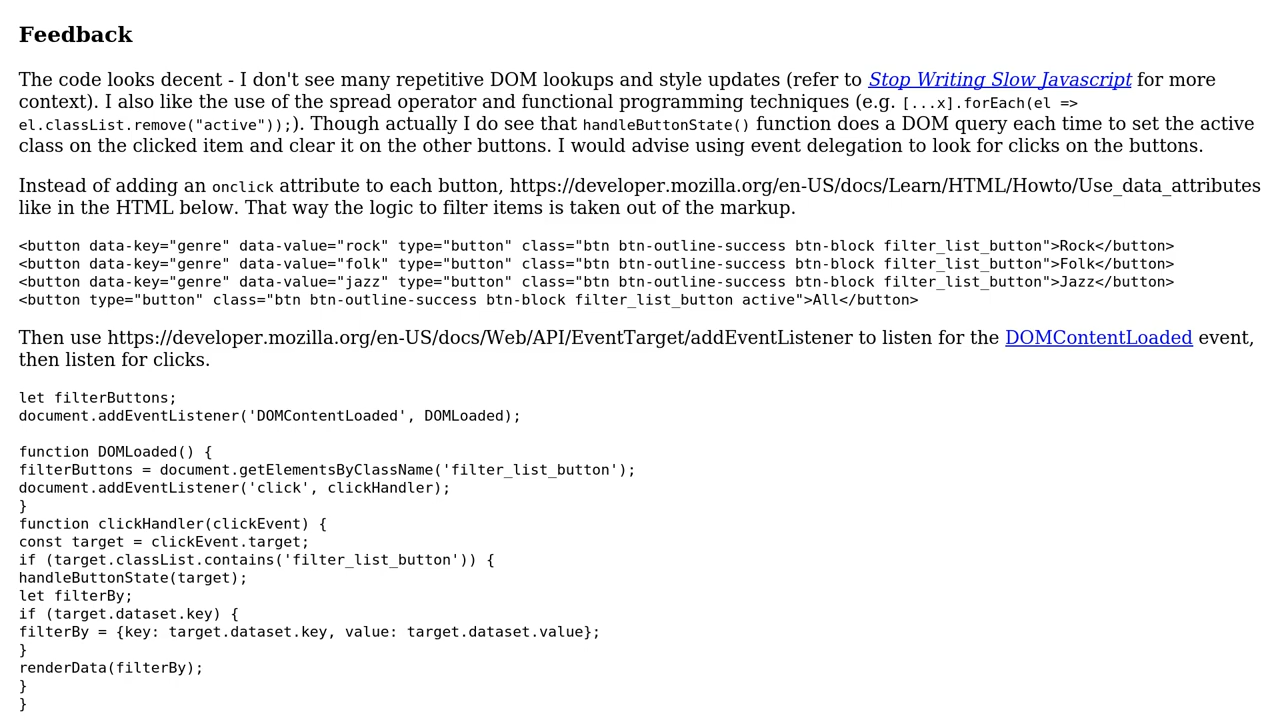 Feedback
The code looks decent - I don't see many repetitive DOM lookups and style updates (refer to Stop Writing Slow Javascript for more
context). I also like the use of the spread operator and functional programming techniques (e.g. [...x].forEach(el =>
el.classList.remove("active"));). Though actually I do see that handleButtonState() function does a DOM query each time to set the active
class on the clicked item and clear it on the other buttons. I would advise using event delegation to look for clicks on the buttons.
Instead of adding an onclick attribute to each button, https://developer.mozilla.org/en-US/docs/Learn/HTML/Howto/Use_data_attributes
like in the HTML below. That way the logic to filter items is taken out of the markup.
<button data-key="genre" data-value="rock" type="button" class="btn btn-outline-success btn-block filter_list_button">Rock</button>
<button data-key="genre" data-value="folk" type="button" class="btn btn-outline-success btn-block filter_list_button">Folk</button>
<button data-key="genre" data-value="jazz" type="button" class="btn btn-outline-success btn-block filter_list_button">Jazz</button>
<button type="button" class="btn btn-outline-success btn-block filter_list_button active">All</button>
Then use https://developer.mozilla.org/en-US/docs/Web/API/EventTarget/addEventListener to listen for the DOMContentLoaded event,
then listen for clicks.
let filterButtons;
document.addEventListener('DOMContentLoaded', DOMLoaded);
function DOMLoaded() {
filterButtons = document.getElementsByClassName('filter_list_button');
document.addEventListener('click', clickHandler);
}
function clickHandler(clickEvent) {
const target = clickEvent.target;
if (target.classList.contains('filter_list_button')) {
handleButtonState(target);
let filterBy;
if (target.dataset.key) {
filterBy = {key: target.dataset.key, value: target.dataset.value};
}
renderData(filterBy);
}
}